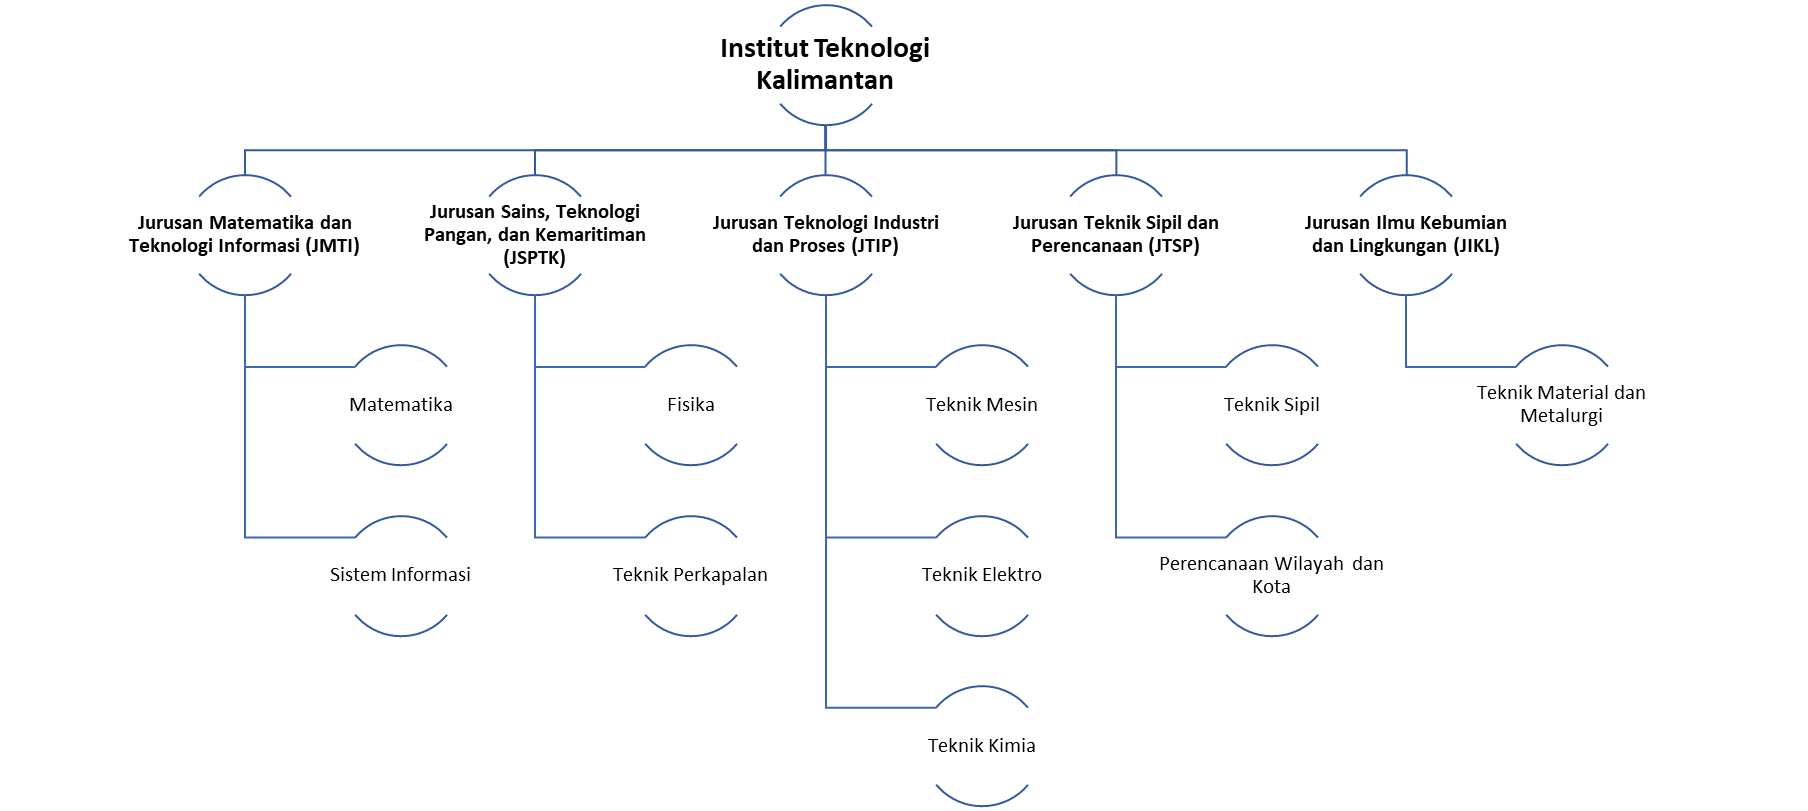 Institut Teknologi
Kalimantan
Jurusan Matematika dan
Teknologi Informasi (JMTI)
Jurusan Sains, Teknologi
Pangan, dan Kemaritiman
(JSPTK)
Jurusan Teknologi Industri
dan Proses (JTIP)
Jurusan Teknik Sipil dan
Perencanaan (JTSP)
Jurusan Ilmu Kebumian
dan Lingkungan (JIKL)
Matematika
Fisika
Teknik Mesin
Teknik Sipil
Teknik Material dan
Metalurgi
Sistem Informasi
Teknik Perkapalan
Teknik Elektro
Perencanaan Wilayah dan
Kota
Teknik Kimia